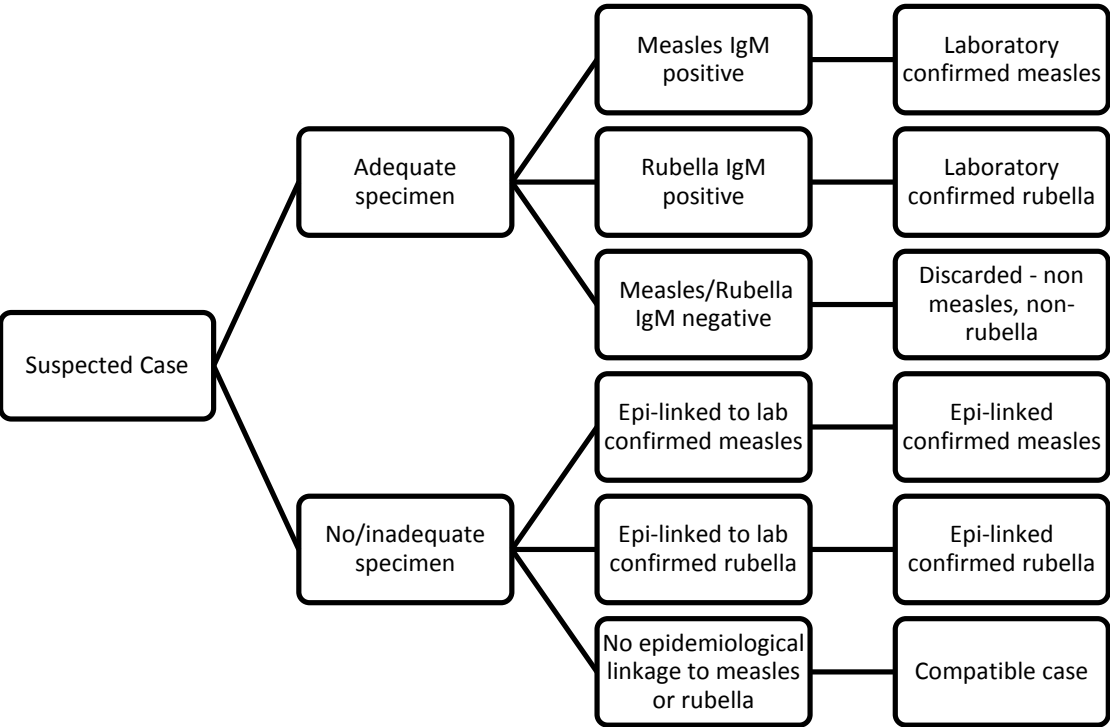 Suspected Case
Adequate
specimen
Measles IgM
positive
Laboratory
confirmed measles
Rubella IgM
positive
Laboratory
confirmed rubella
Measles/Rubella
IgM negative
Discarded - non
measles, non-
rubella
No/inadequate
specimen
Epi-linked to lab
confirmed measles
Epi-linked
confirmed measles
Epi-linked to lab
confirmed rubella
Epi-linked
confirmed rubella
No epidemiological
linkage to measles
or rubella
Compatible case